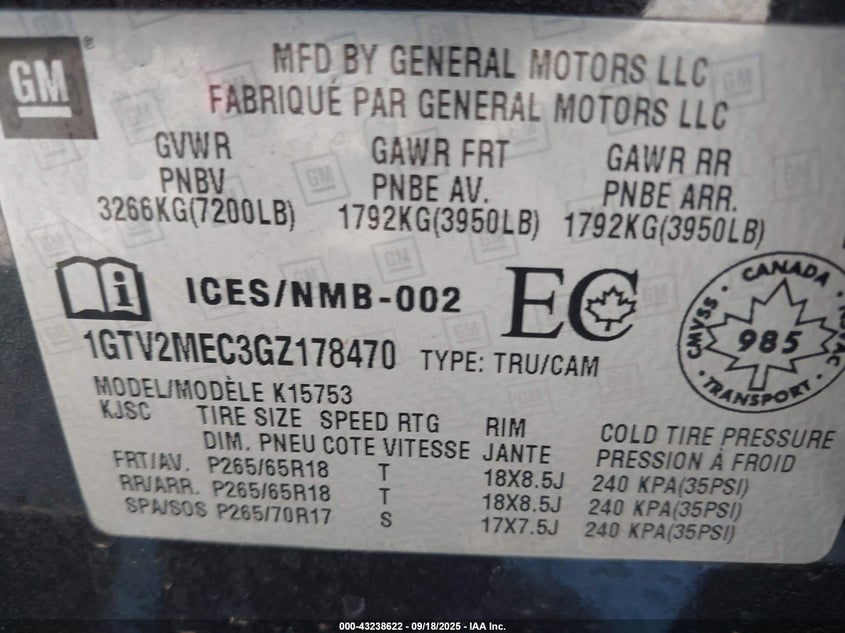 GM
®
MFD BY GENERAL MOTORS LLC
FABRIQUÉ PAR GENERAL MOTORS LLC
GVWR GAWR FRT GAWR RR
PNBV PNBE AV. PNBE ARR.
3266KG(7200LB) 1792KG(3950LB) 1792KG(3950LB)
i ICES/NMB-002 EC
CANADA
CMVSS 985
TRANSPORT
1GTV2MEC3GZ178470 TYPE: TRU/CAM
MODEL/MODÈLE K15753
KJSC TIRE SIZE SPEED RTG RIM COLD TIRE PRESSURE
DIM. PNEU COTE VITESSE JANTE PRESSION À FROID
FRT/AV. P265/65R18 T 18X8.5J 240 KPA(35PSI)
RR/ARR. P265/65R18 T 18X8.5J 240 KPA(35PSI)
SPA/SOS P265/70R17 S 17X7.5J 240 KPA(35PSI)
000-43238622 - 09/18/2025 - IAA Inc.